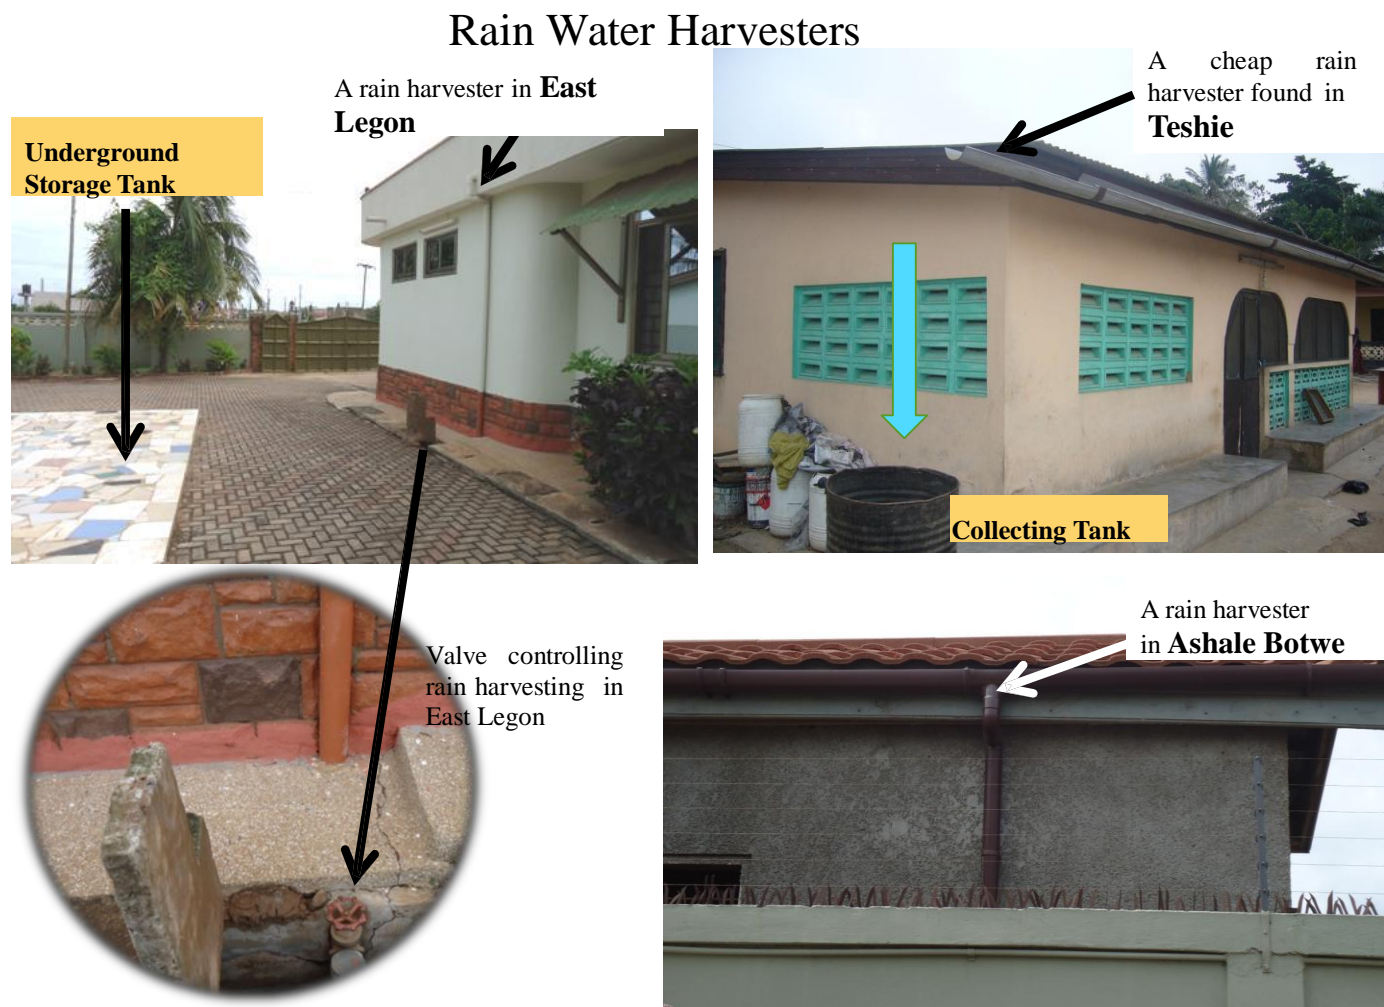 Rain Water Harvesters
A rain harvester in East
Legon
A cheap rain
harvester found in
Teshie
Underground
Storage Tank
Collecting Tank
Valve controlling
rain harvesting in
East Legon
A rain harvester
in Ashale Botwe